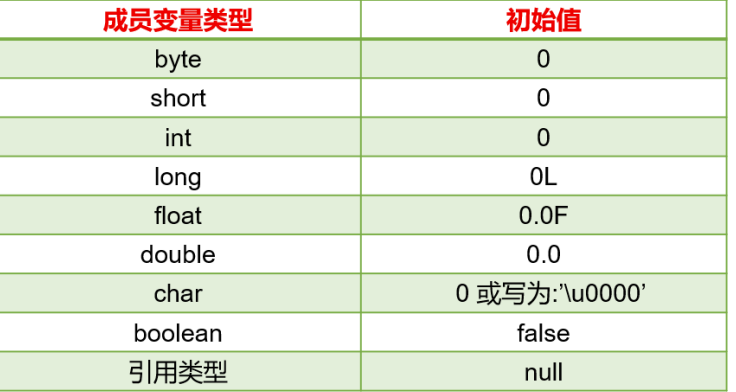 成员变量类型 初始值
byte 0
short 0
int 0
long 0L
float 0.0F
double 0.0
char 0 或写为:’\u0000’
boolean false
引用类型 null